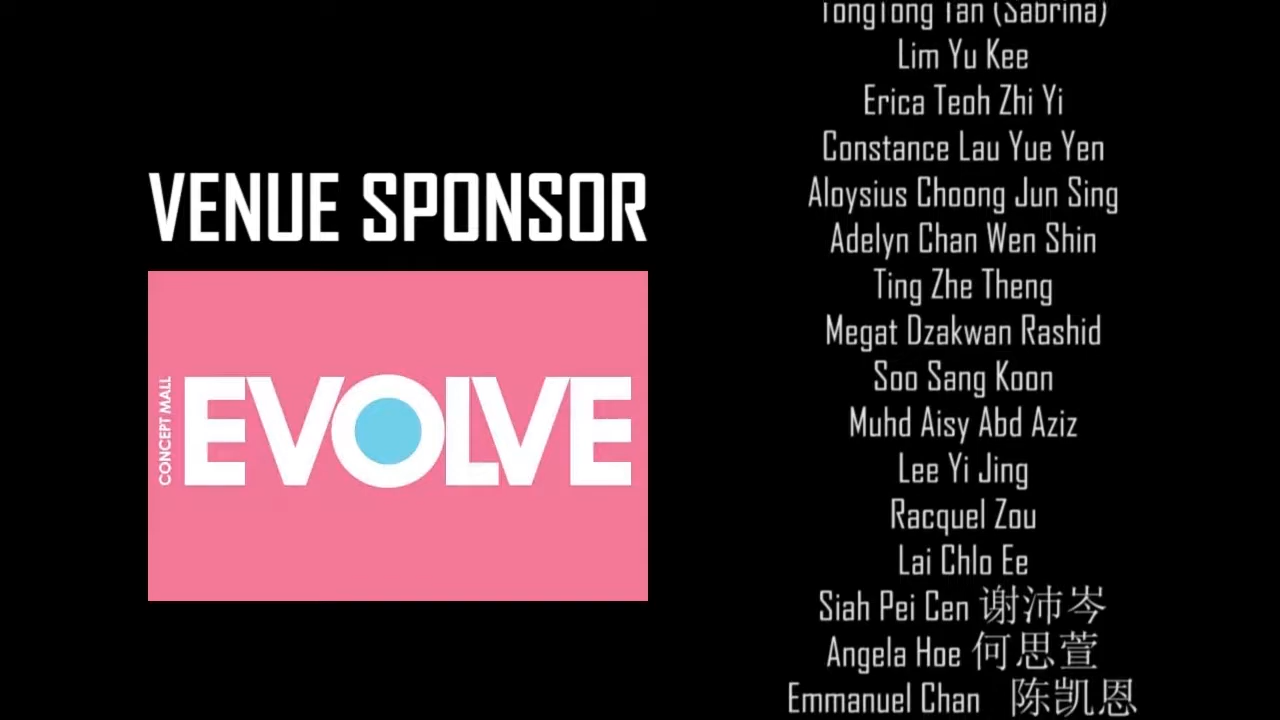 VENUE SPONSOR
CONCEPT MALL
EVOLVE
TongTong Tan (Sabrina)
Lim Yu Kee
Erica Teoh Zhi Yi
Constance Lau Yue Yen
Aloysius Choong Jun Sing
Adelyn Chan Wen Shin
Ting Zhe Theng
Megat Dzakwan Rashid
Soo Sang Koon
Muhd Aisy Abd Aziz
Lee Yi Jing
Racquel Zou
Lai Chlo Ee
Siah Pei Cen 谢沛岑
Angela Hoe 何思萱
Emmanuel Chan 陈凯恩